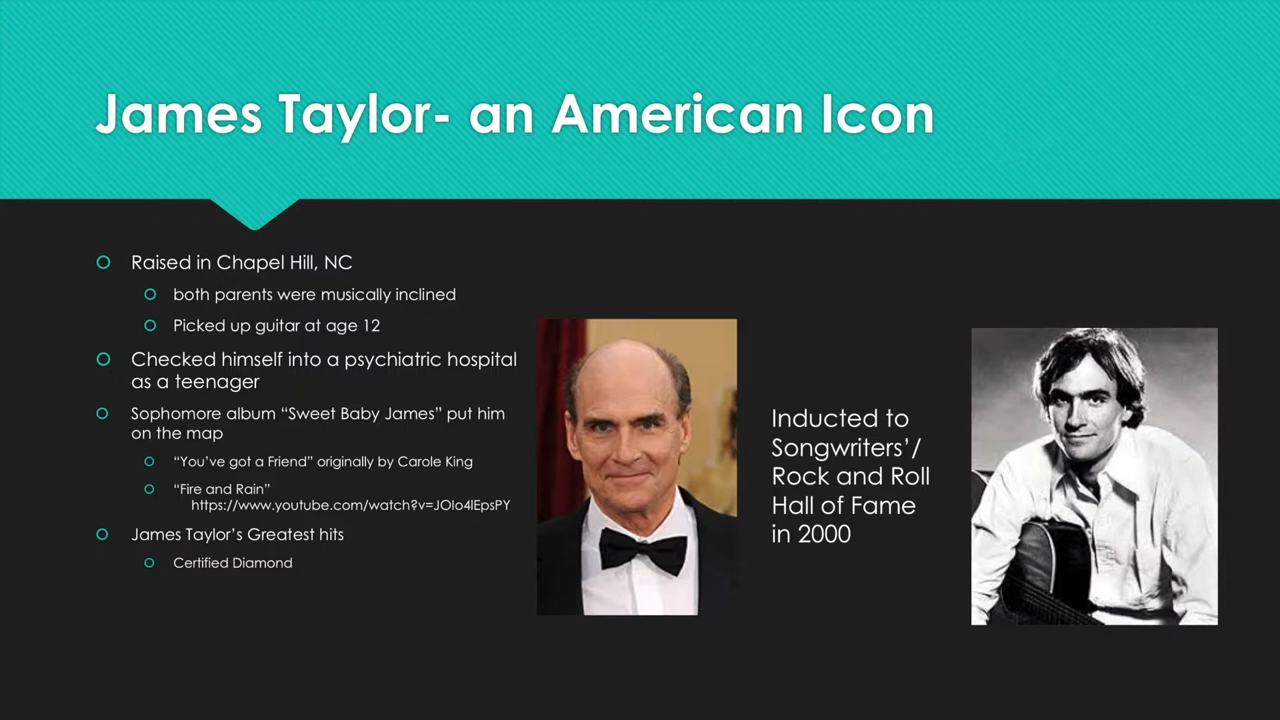 James Taylor- an American Icon
Raised in Chapel Hill, NC
both parents were musically inclined
Picked up guitar at age 12
Checked himself into a psychiatric hospital
as a teenager
Sophomore album “Sweet Baby James” put him
on the map
“You’ve got a Friend” originally by Carole King
“Fire and Rain”
https://www.youtube.com/watch?v=JOIo4lEpsPY
James Taylor’s Greatest hits
Certified Diamond
Inducted to
Songwriters’/
Rock and Roll
Hall of Fame
in 2000